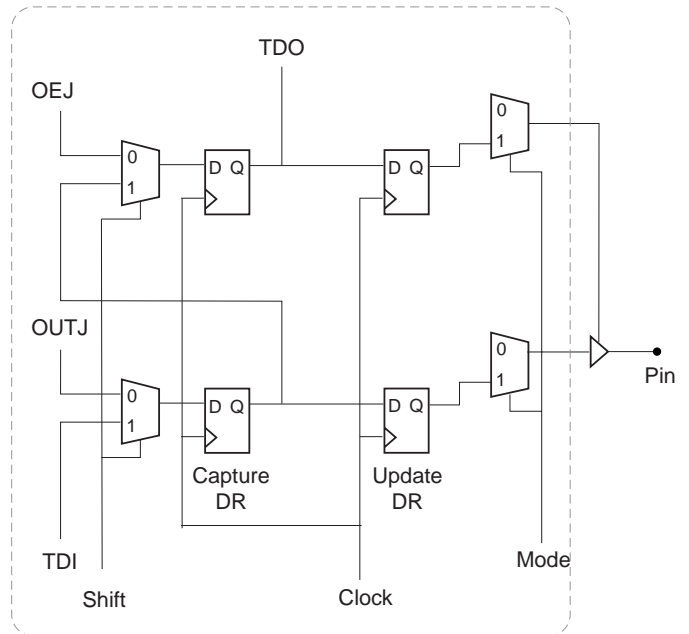 TDO
OEJ
0
1
D Q
D Q
0
1
OUTJ
0
1
D Q
D Q
0
1
Pin
Capture
DR
Update
DR
TDI
Shift
Clock
Mode